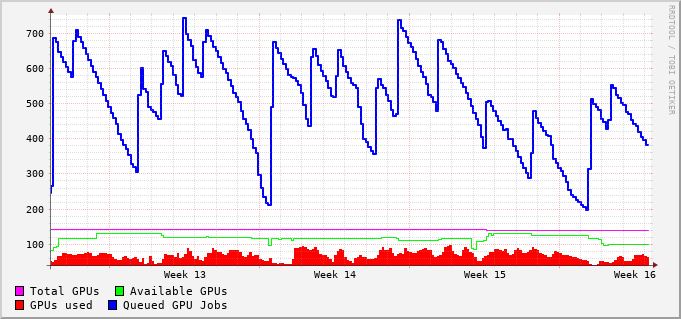 700
600
500
400
300
200
100
Week 13 Week 14 Week 15 Week 16
RRDTOOL / TOBI OETIKER
Total GPUs Available GPUs
GPUs used Queued GPU Jobs